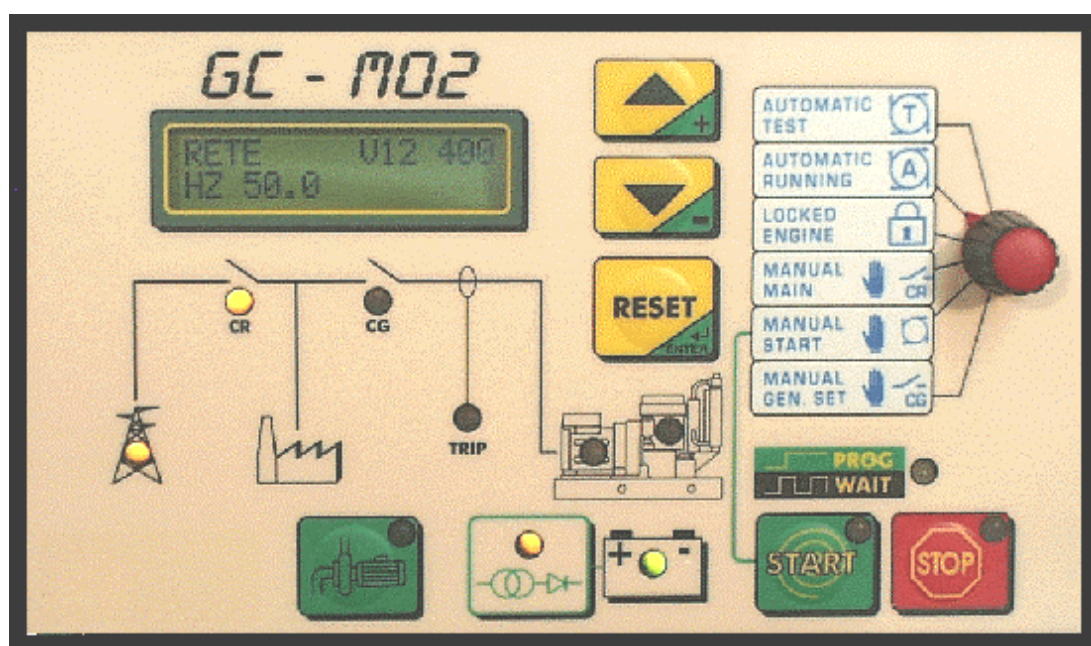 GC - M02
RETE V12 400
HZ 50.0
+
-
RESET
ENTER
AUTOMATIC
TEST
T
AUTOMATIC
RUNNING
A
LOCKED
ENGINE
MANUAL
MAIN
CR
MANUAL
START
MANUAL
GEN. SET
CG
CR
CG
TRIP
PROG
WAIT
+ -
START
STOP